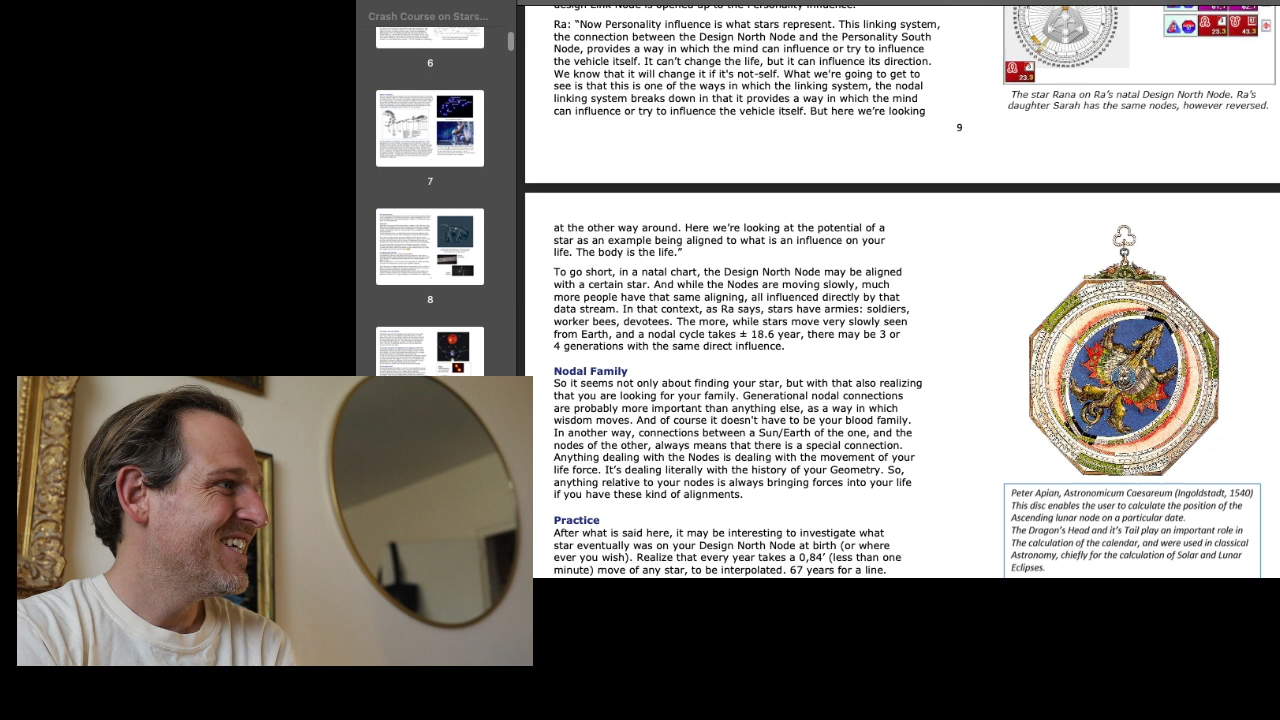 Crash Course on Stars...
6
7
8
design Link Node is opened up to the Personality influence.
Ra: “Now Personality influence is what stars represent. This linking system,
the connection between the Design North Node and the Personality South
Node, provides a way in which the mind can influence or try to influence
the vehicle itself. It can’t change the life, but it can influence its direction.
We know that it will change it if it's not-self. What we're going to get to
see is that this is one of the ways in which the linking system, the nodal
linking system breaks down in that it provides a way in which the mind
can influence or try to influence the vehicle itself. But here we’re looking
23.3
23.3
43.3
The star Rana on Ra’s natal Design North Node. Ra’s
daughter Sarah has the same nodes, however reversed.
9
at the other way around. Here we’re looking at the potential of a
star as an example being aligned to what is an influence on your
life. The body is the life.”
To go short, in a natal chart, the Design North Node may be aligned
with a certain star. And while the Nodes are moving slowly, much
more people have that same aligning, all influenced directly by that
data stream. In that context, as Ra says, stars have armies: soldiers,
worker bees, devotees. The more, while stars move very slowly seen
from Earth, and a nodal cycle takes ± 18.6 year, there may be 3 or
4 generations with the same direct influence.
Nodal Family
So it seems not only about finding your star, but with that also realizing
that you are looking for your family. Generational nodal connections
are probably more important than anything else, as a way in which
wisdom moves. And of course it doesn't have to be your blood family.
In another way, connections between a Sun/Earth of the one, and the
nodes of the other, always means that there is a special connection.
Anything dealing with the Nodes is dealing with the movement of your
life force. It’s dealing literally with the history of your Geometry. So,
anything relative to your nodes is always bringing forces into your life
if you have these kind of alignments.
Practice
After what is said here, it may be interesting to investigate what
star eventually was on your Design North Node at birth (or where
ever you wish). Realize that every year takes a 0,84’ (less than one
minute) move of any star, to be interpolated. 67 years for a line.
Peter Apian, Astronomicum Caesareum (Ingoldstadt, 1540)
This disc enables the user to calculate the position of the
Ascending lunar node on a particular date.
The Dragon’s Head and it’s Tail play an important role in
The calculation of the calendar, and were used in classical
Astronomy, chiefly for the calculation of Solar and Lunar
Eclipses.